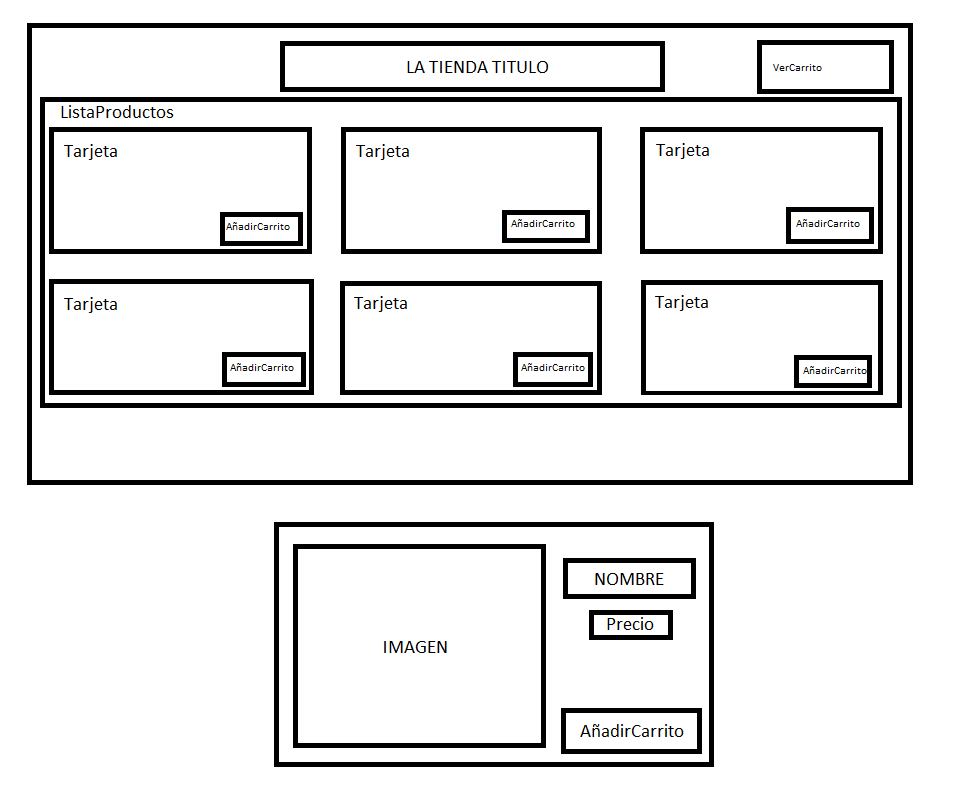 LA TIENDA TITULO
VerCarrito
ListaProductos
Tarjeta
Tarjeta
Tarjeta
AñadirCarrito
AñadirCarrito
AñadirCarrito
Tarjeta
Tarjeta
Tarjeta
AñadirCarrito
AñadirCarrito
AñadirCarrito
NOMBRE
Precio
IMAGEN
AñadirCarrito